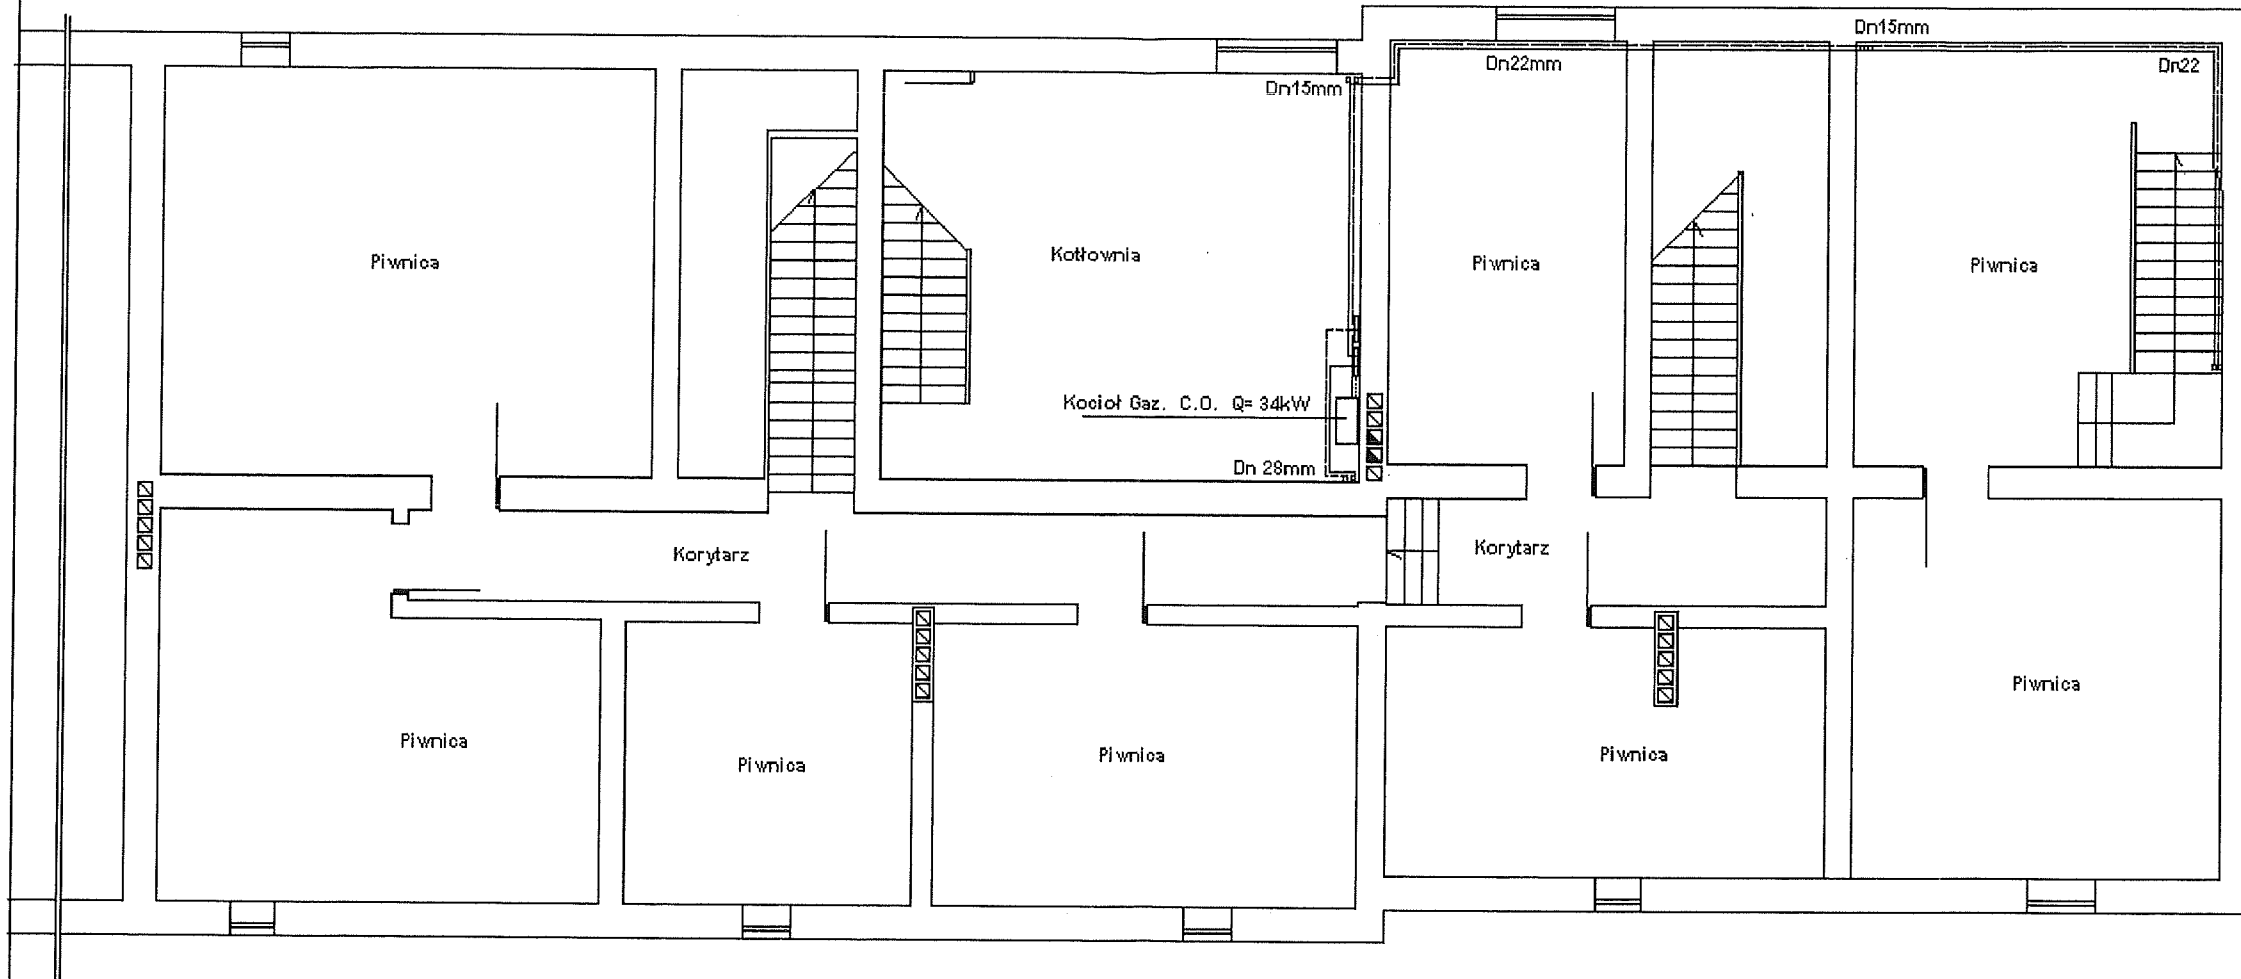 Dn15mm
Dn22mm
Dn22
Dn15mm
Piwnica
Kotłownia
Piwnica
Piwnica
Kocioł Gaz. C.O. Q= 34kW
Dn 28mm
Korytarz
Korytarz
Piwnica
Piwnica
Piwnica
Piwnica
Piwnica